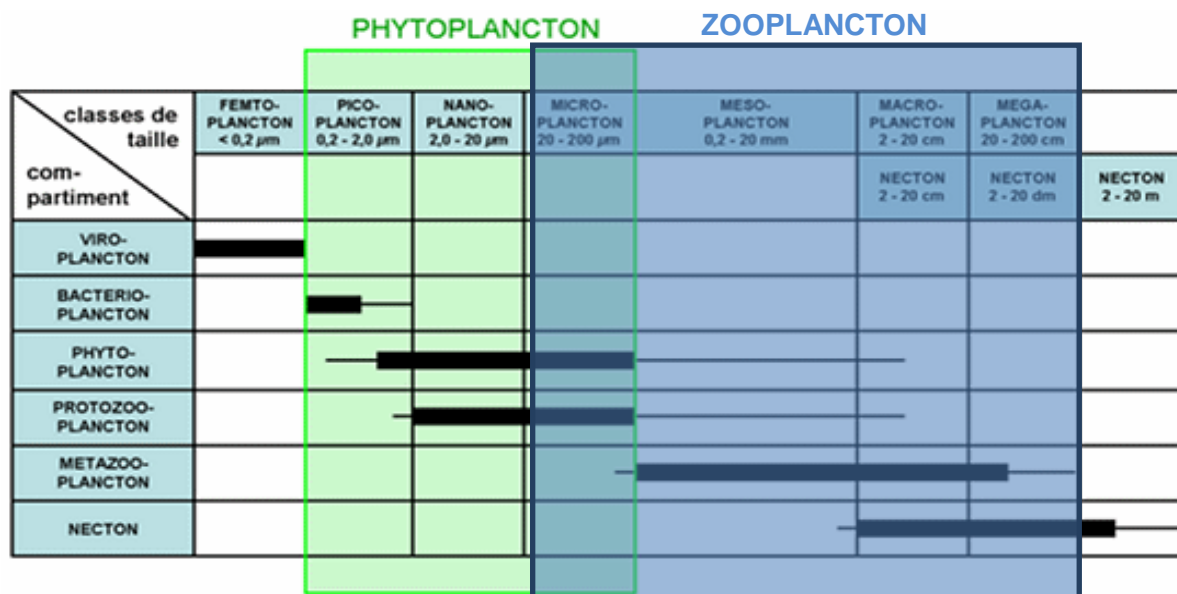 PHYTOPLANCTON
ZOOPLANCTON
classes de
taille
com-
partiment
FEMTO-
PLANCTON
< 0,2 µm
PICO-
PLANCTON
0,2 - 2,0 µm
NANO-
PLANCTON
2,0 - 20 µm
MICRO-
PLANCTON
20 - 200 µm
MESO-
PLANCTON
0,2 - 20 mm
MACRO-
PLANCTON
2 - 20 cm
MEGA-
PLANCTON
20 - 200 cm
NECTON
2 - 20 cm
NECTON
2 - 20 dm
NECTON
2 - 20 m
VIRO-
PLANCTON
BACTERIO-
PLANCTON
PHYTO-
PLANCTON
PROTOZOO-
PLANCTON
METAZOO-
PLANCTON
NECTON